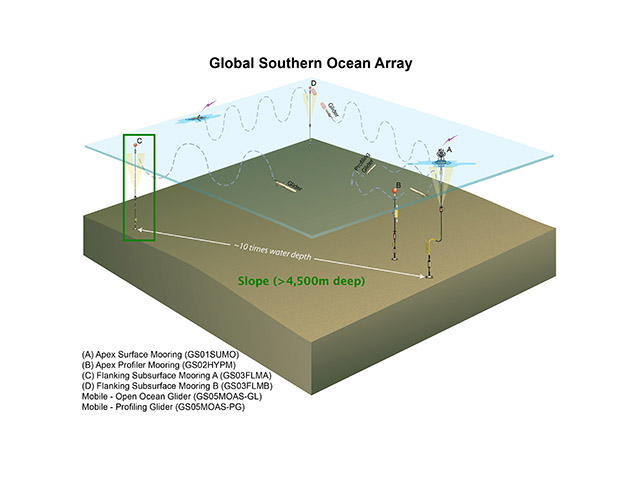 Global Southern Ocean Array
D
Glider
A
C
Profiling
Glider
Glider
B
~10 times water depth
Slope (>4,500m deep)
(A) Apex Surface Mooring (GS01SUMO)
(B) Apex Profiler Mooring (GS02HYPM)
(C) Flanking Subsurface Mooring A (GS03FLMA)
(D) Flanking Subsurface Mooring B (GS03FLMB)
Mobile - Open Ocean Glider (GS05MOAS-GL)
Mobile - Profiling Glider (GS05MOAS-PG)